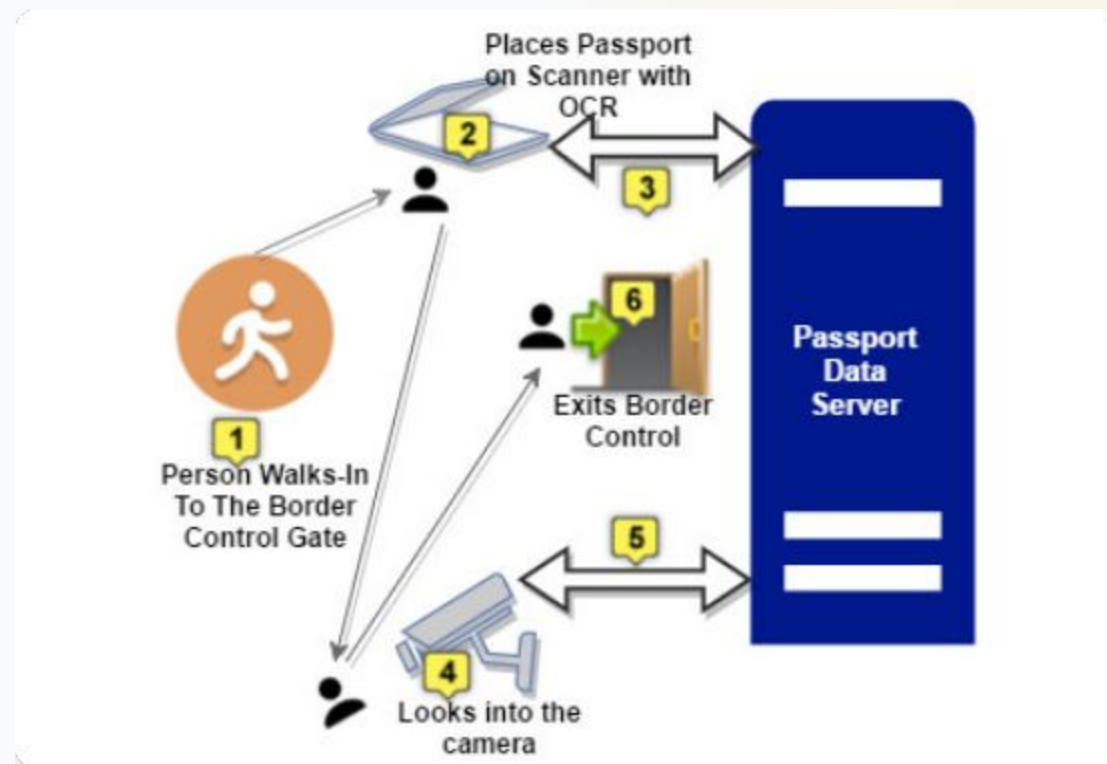 Places Passport
on Scanner with
OCR
2
3
6
Passport
Data
Server
Exits Border
Control
1
Person Walks-In
To The Border
Control Gate
5
4
Looks into the
camera